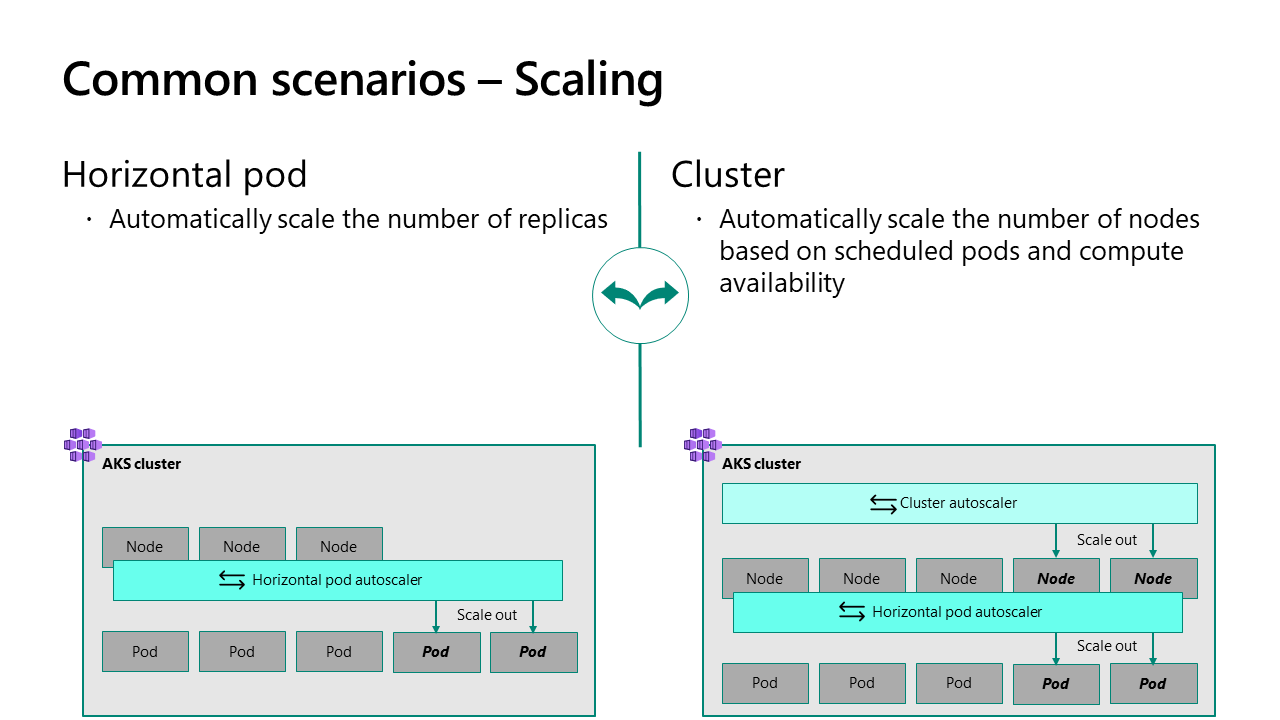 Common scenarios – Scaling
Horizontal pod
· Automatically scale the number of replicas
Cluster
· Automatically scale the number of nodes
based on scheduled pods and compute
availability
AKS cluster
Node Node Node
Horizontal pod autoscaler
Scale out
Pod Pod Pod Pod Pod
AKS cluster
Cluster autoscaler
Scale out
Node Node Node Node Node
Horizontal pod autoscaler
Scale out
Pod Pod Pod Pod Pod